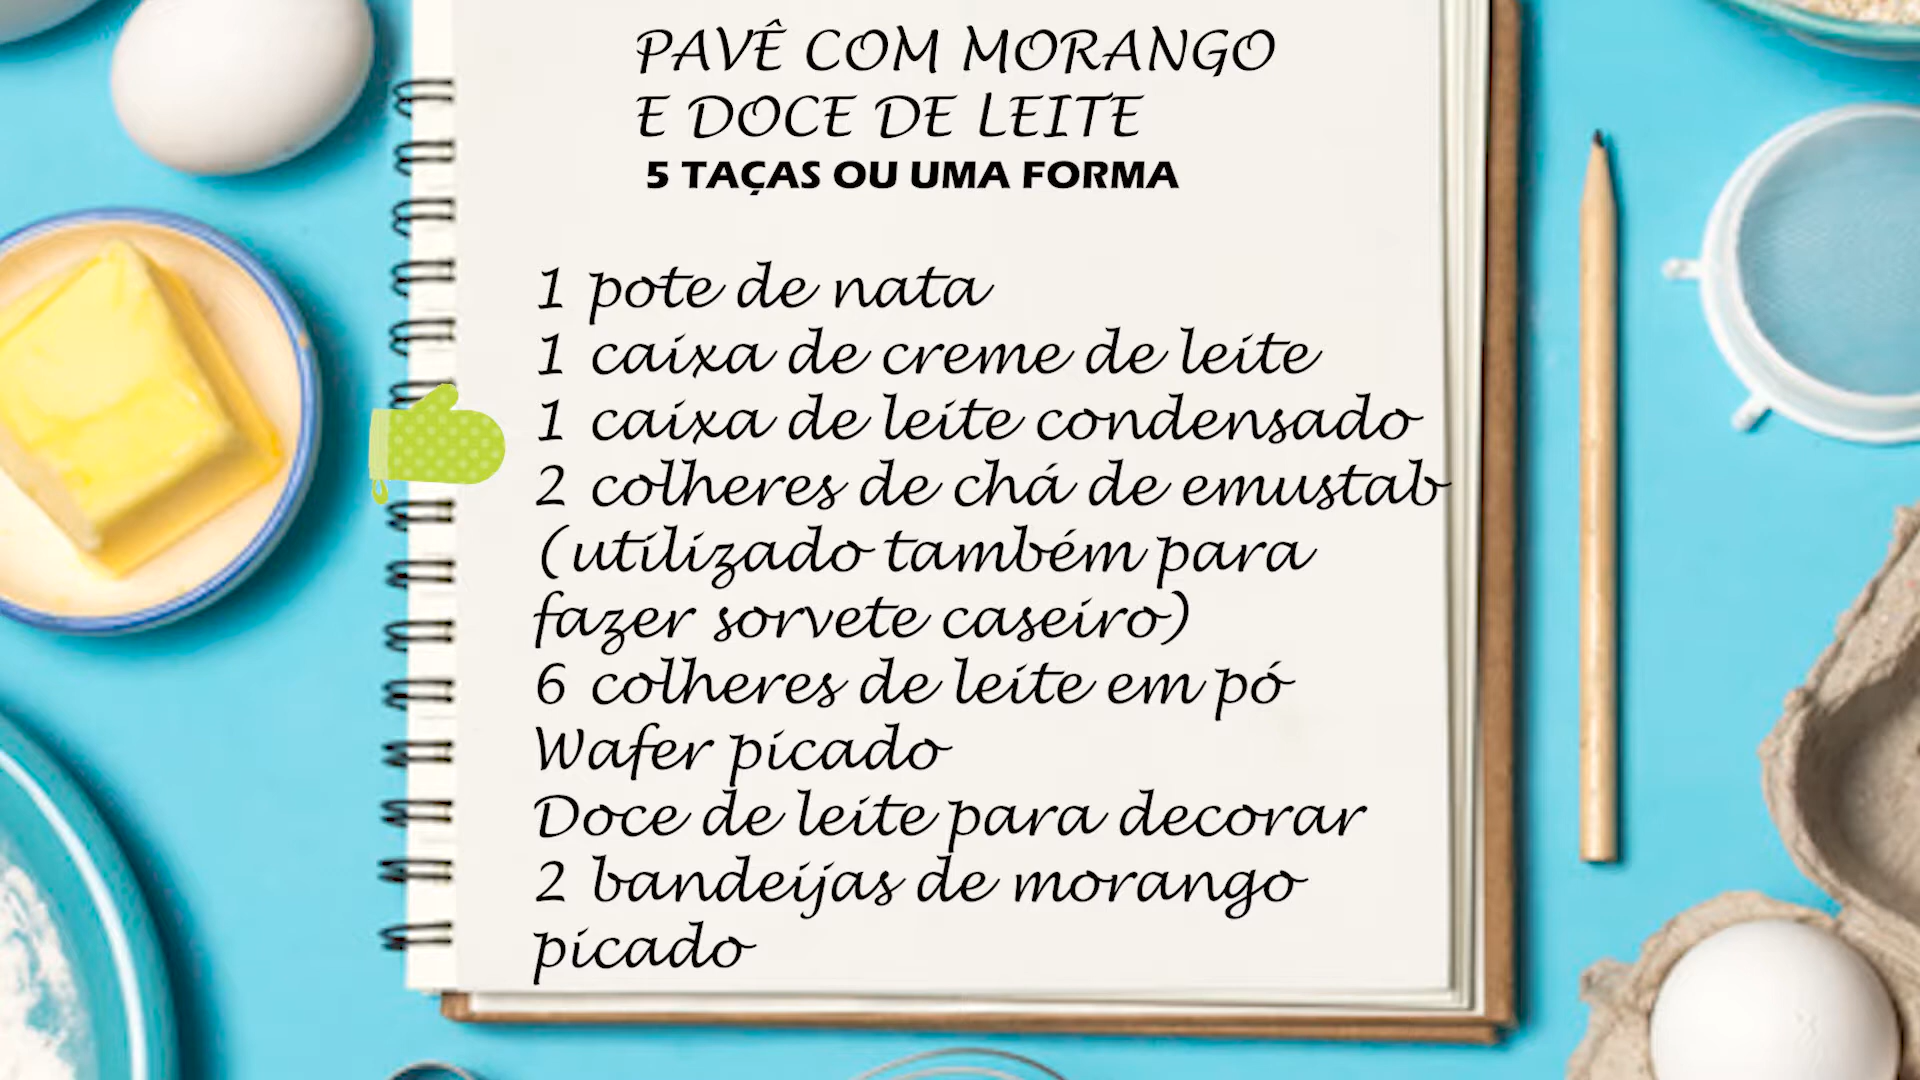 PAVÊ COM MORANGO
E DOCE DE LEITE
5 TAÇAS OU UMA FORMA
1 pote de nata
1 caixa de creme de leite
1 caixa de leite condensado
2 colheres de chá de emustab
(utilizado também para
fazer sorvete caseiro)
6 colheres de leite em pó
Wafer picado
Doce de leite para decorar
2 bandeijas de morango
picado